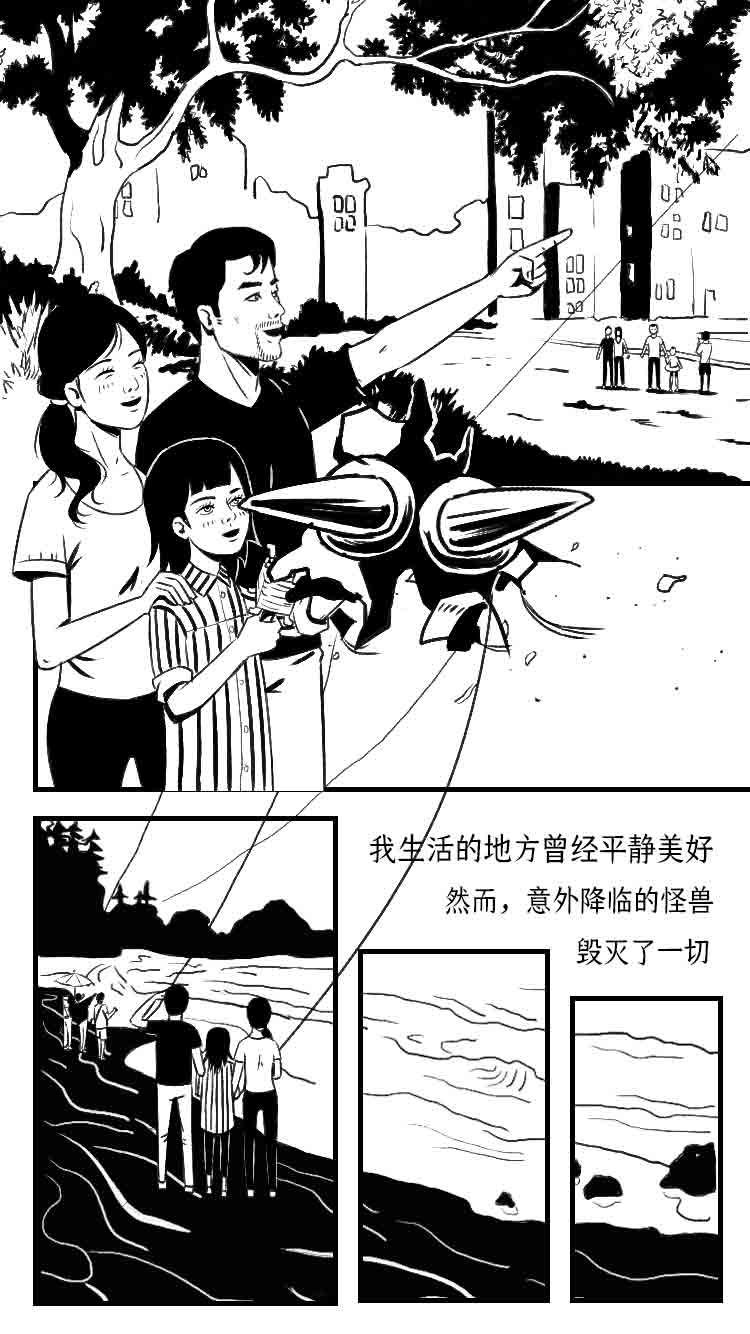 我生活的地方曾经平静美好
然而，意外降临的怪兽
毁灭了一切